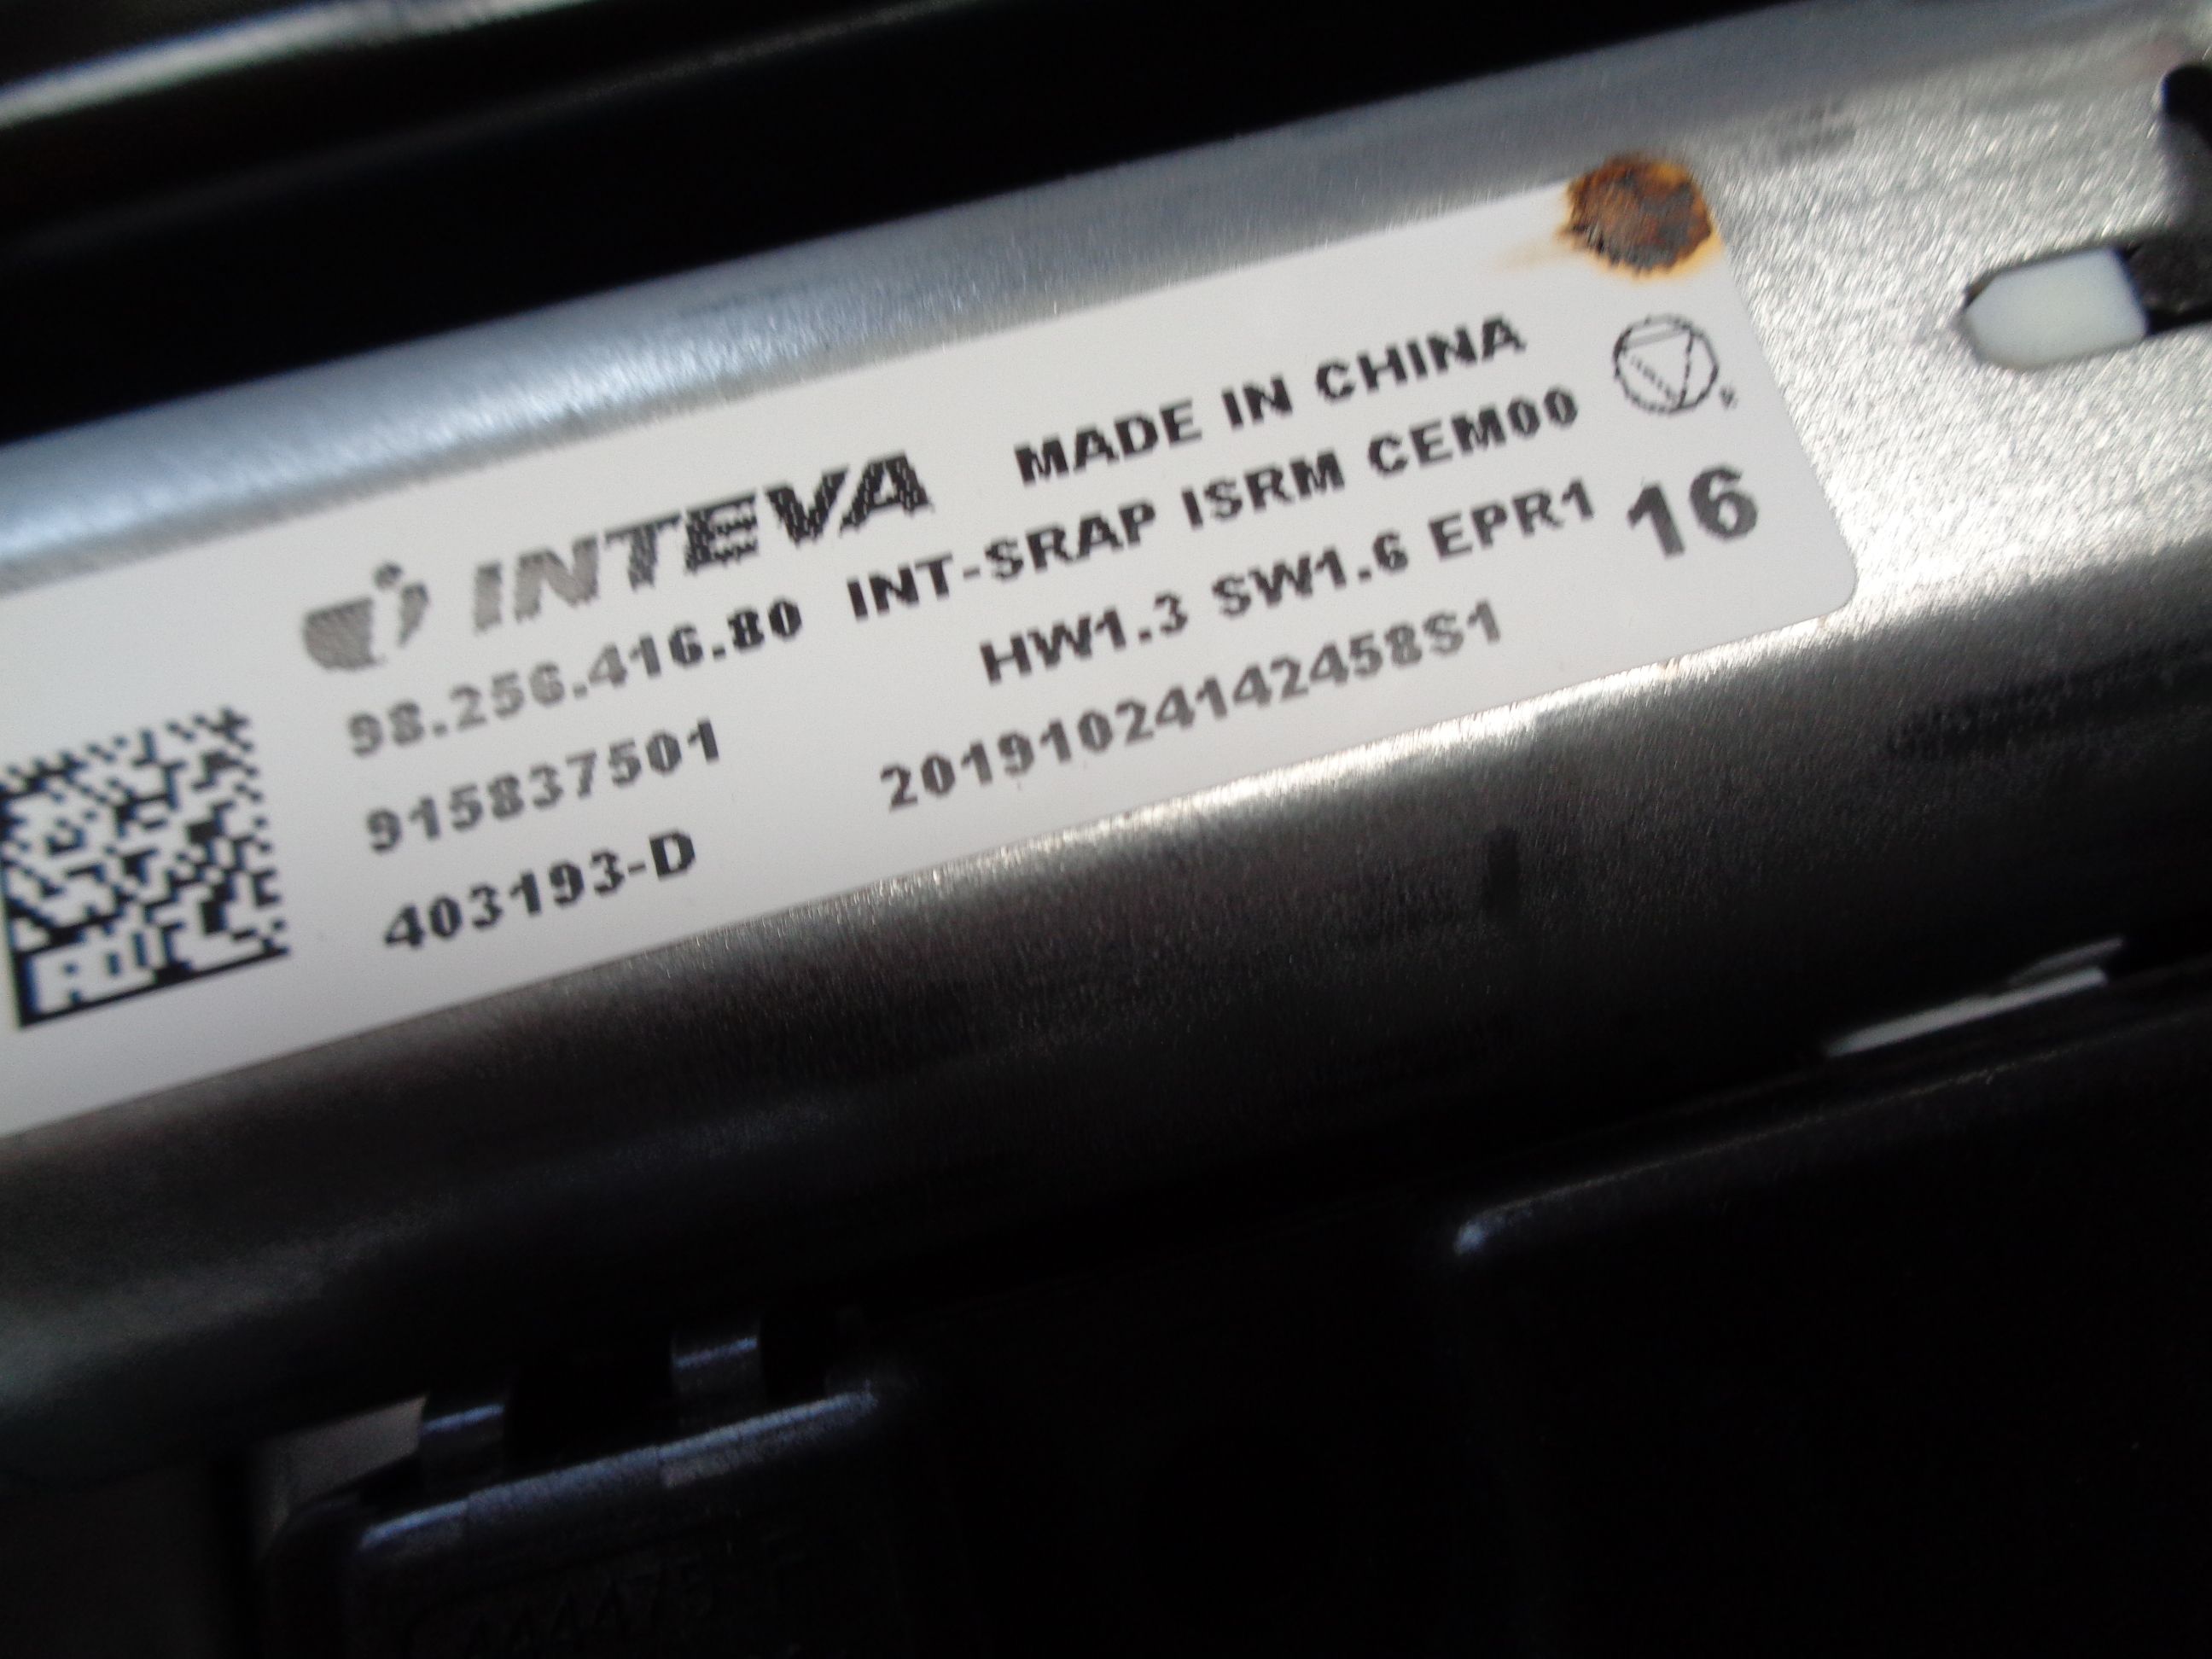 INTEVA MADE IN CHINA
98.256.416.80 INT-SRAP ISRM CEM00
915837501 HW1.3 SW1.6 EPR1 16
403193-D 20191024142458S1